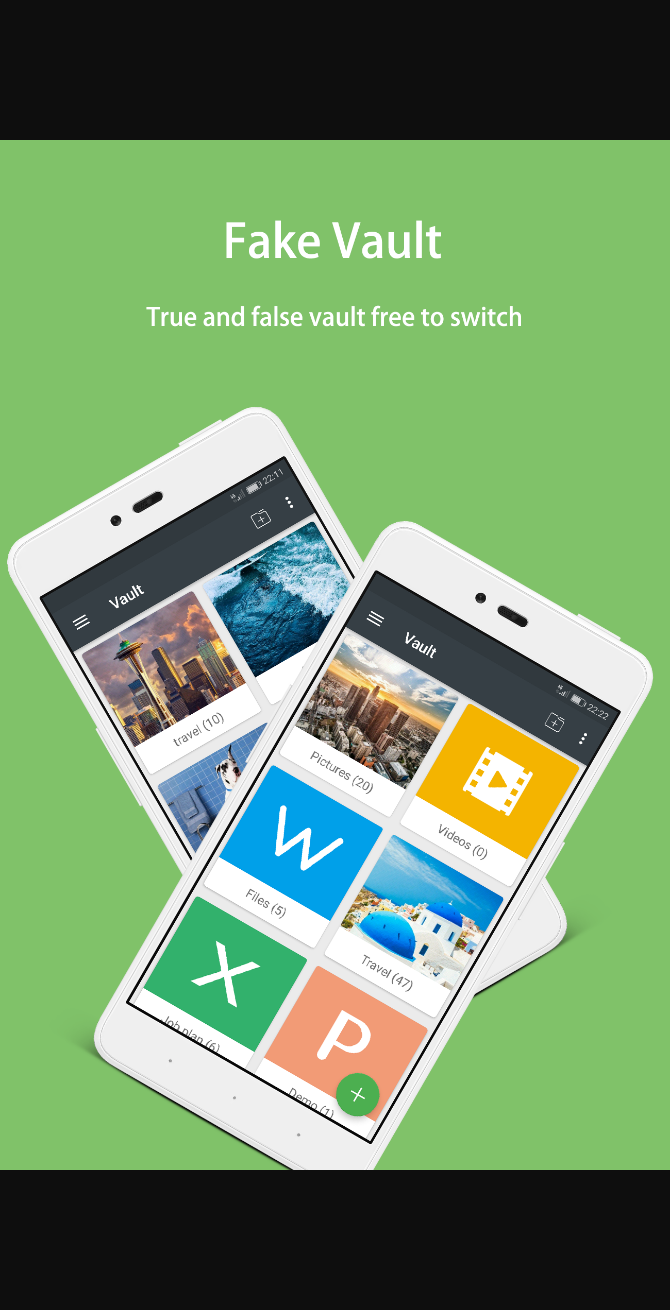 Fake Vault
True and false vault free to switch
22:11
Vault
travel (10)
22:22
Vault
Pictures (20)
Videos (0)
W
Files (5)
Travel (47)
X
Job plan (6)
P
Demo (1)